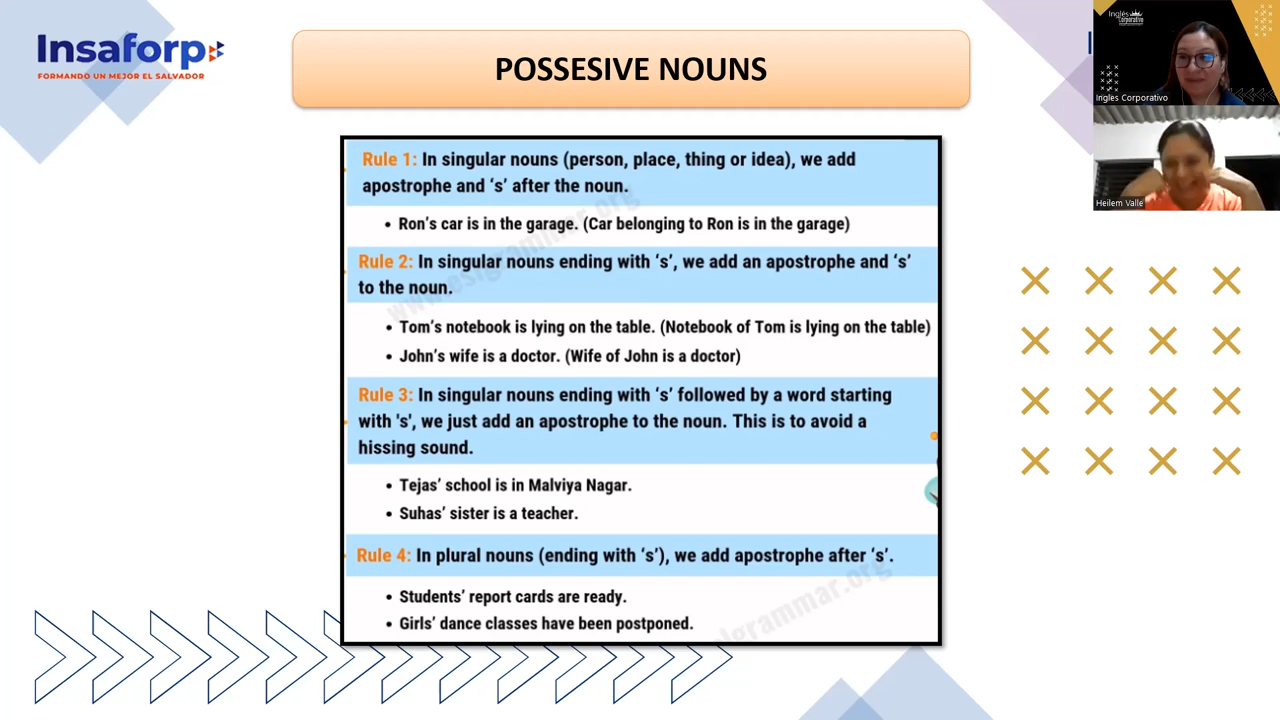 Insaforp
FORMANDO UN MEJOR EL SALVADOR
POSSESIVE NOUNS
Inglés
Corporativo
Ingles Corporativo
Heilem Valle
Rule 1: In singular nouns (person, place, thing or idea), we add
apostrophe and ‘s’ after the noun.
• Ron’s car is in the garage. (Car belonging to Ron is in the garage)
Rule 2: In singular nouns ending with ‘s’, we add an apostrophe and ‘s’
to the noun.
• Tom’s notebook is lying on the table. (Notebook of Tom is lying on the table)
• John’s wife is a doctor. (Wife of John is a doctor)
Rule 3: In singular nouns ending with ‘s’ followed by a word starting
with 's', we just add an apostrophe to the noun. This is to avoid a
hissing sound.
• Tejas’ school is in Malviya Nagar.
• Suhas’ sister is a teacher.
Rule 4: In plural nouns (ending with ‘s’), we add apostrophe after ‘s’.
• Students’ report cards are ready.
• Girls’ dance classes have been postponed.
www.eslgrammar.org